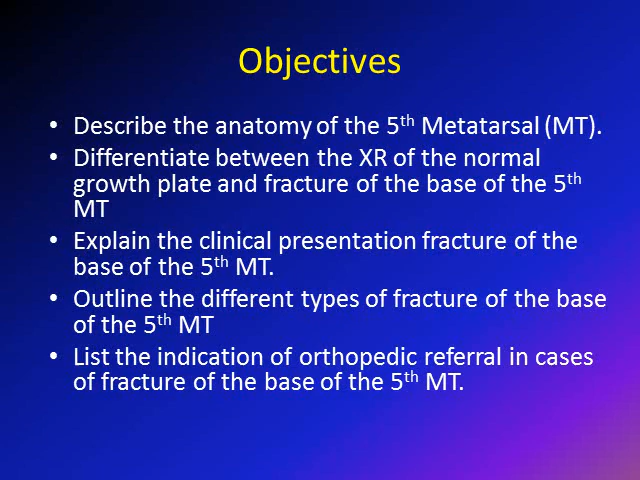 Objectives
• Describe the anatomy of the 5th Metatarsal (MT).
• Differentiate between the XR of the normal
growth plate and fracture of the base of the 5th
MT
• Explain the clinical presentation fracture of the
base of the 5th MT.
• Outline the different types of fracture of the base
of the 5th MT
• List the indication of orthopedic referral in cases
of fracture of the base of the 5th MT.